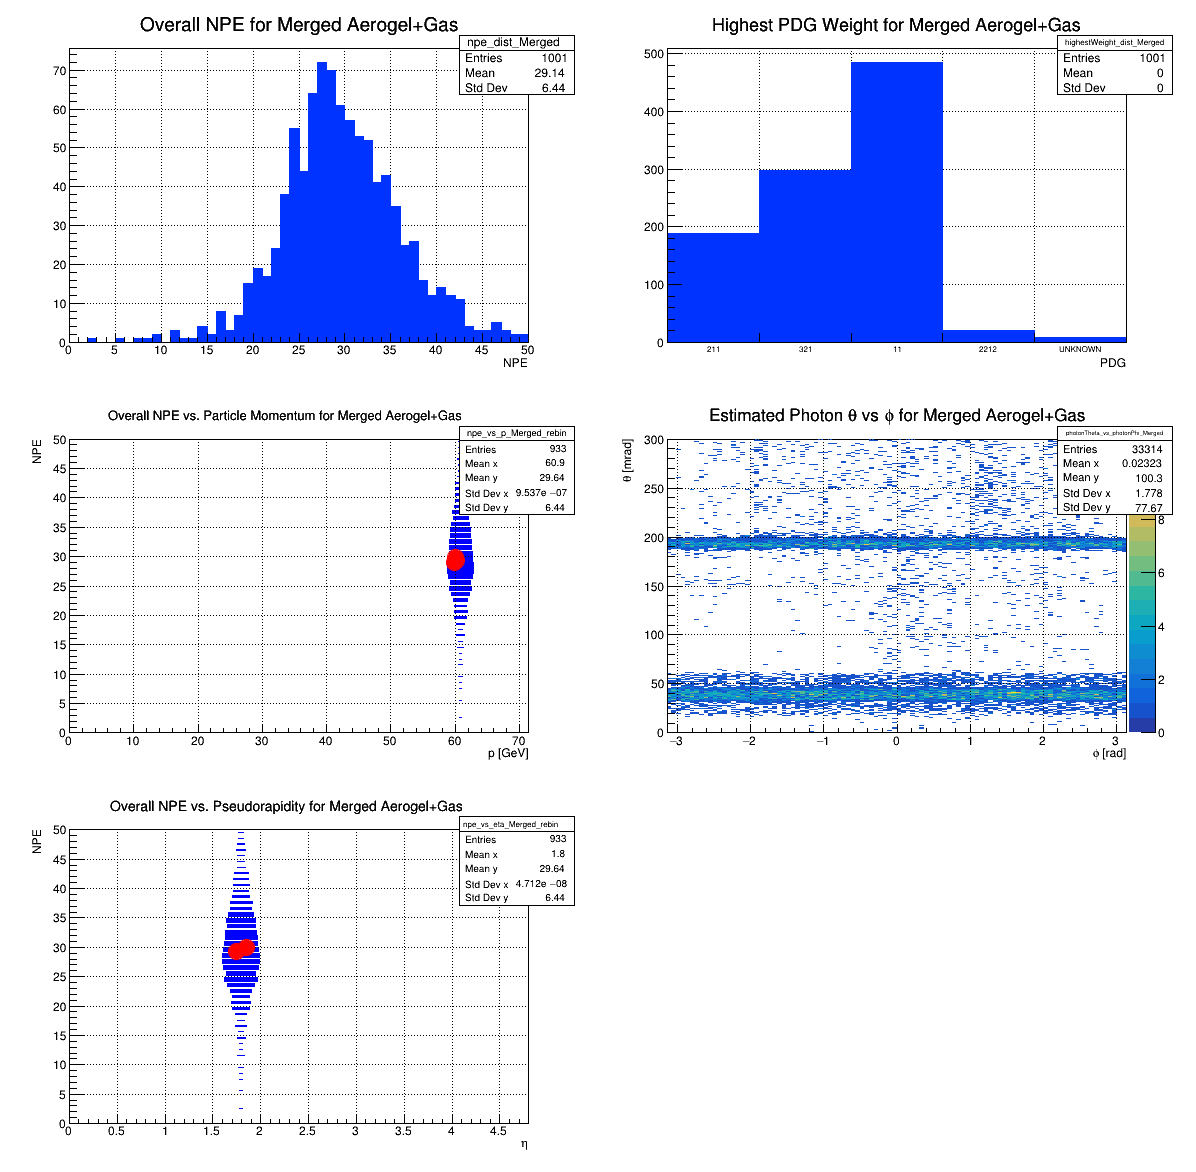 Overall NPE for Merged Aerogel+Gas
npe_dist_Merged
Entries 1001
Mean 29.14
Std Dev 6.44
70
60
50
40
30
20
10
0
0 5 10 15 20 25 30 35 40 45 50
NPE
Highest PDG Weight for Merged Aerogel+Gas
highestWeight_dist_Merged
Entries 1001
Mean 0
Std Dev 0
500
400
300
200
100
0
211 321 11 2212 UNKNOWN
PDG
Overall NPE vs. Particle Momentum for Merged Aerogel+Gas
npe_vs_p_Merged_rebin
Entries 933
Mean x 60.9
Mean y 29.64
Std Dev x 9.537e −07
Std Dev y 6.44
NPE
50
45
40
35
30
25
20
15
10
5
0
0 10 20 30 40 50 60 70
p [GeV]
Estimated Photon θ vs ϕ for Merged Aerogel+Gas
photonTheta_vs_photonPhi_Merged
Entries 33314
Mean x 0.02323
Mean y 100.3
Std Dev x 1.778
Std Dev y 77.67
θ [mrad]
300
250
200
150
100
50
0
−3 −2 −1 0 1 2 3
ϕ [rad]
8
6
4
2
0
Overall NPE vs. Pseudorapidity for Merged Aerogel+Gas
npe_vs_eta_Merged_rebin
Entries 933
Mean x 1.8
Mean y 29.64
Std Dev x 4.712e −08
Std Dev y 6.44
NPE
50
45
40
35
30
25
20
15
10
5
0
0 0.5 1 1.5 2 2.5 3 3.5 4 4.5
η